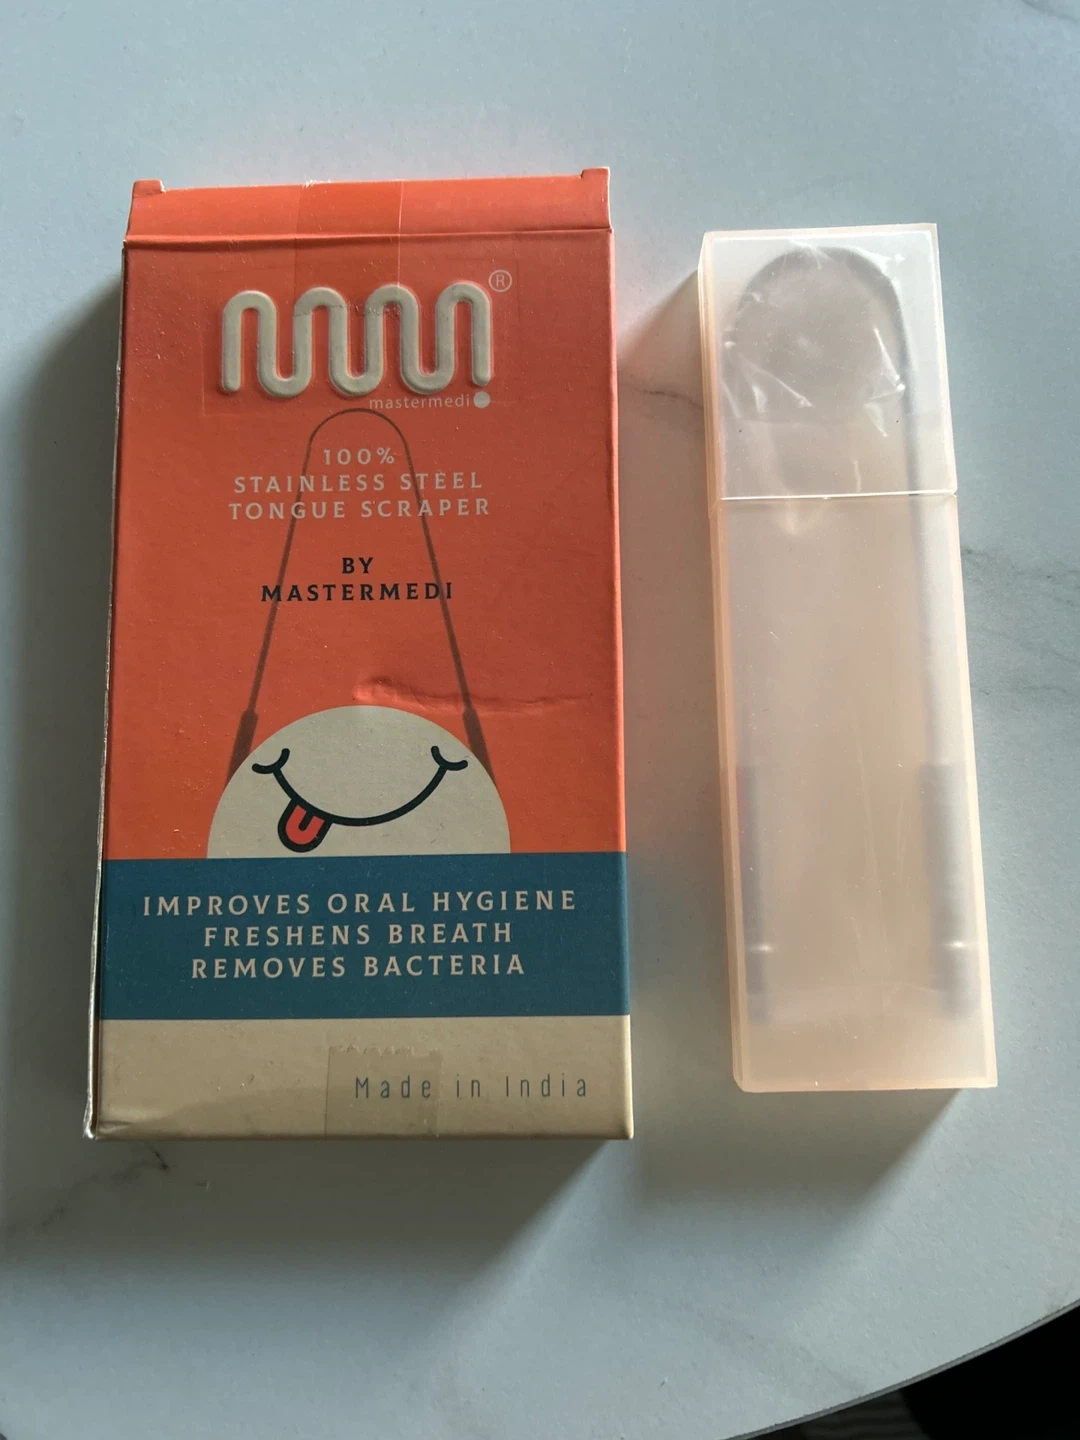 ®
mastermedi
100%
STAINLESS STEEL
TONGUE SCRAPER
BY
MASTERMEDI
IMPROVES ORAL HYGIENE
FRESHENS BREATH
REMOVES BACTERIA
Made in India